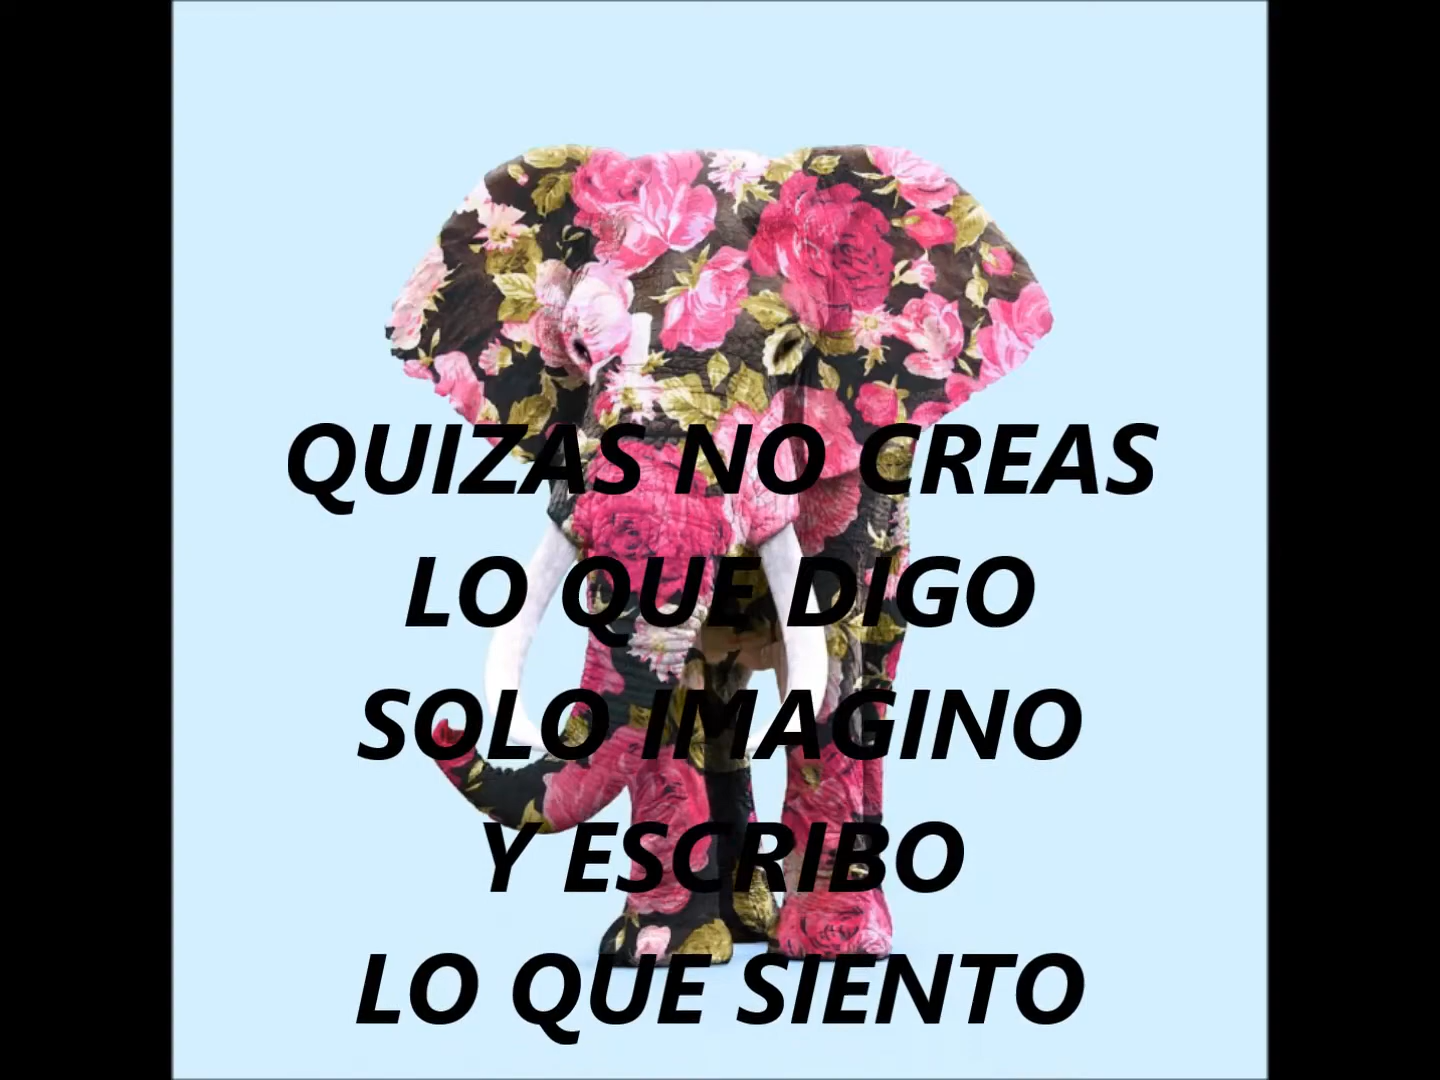 QUIZAS NO CREAS
LO QUE DIGO
SOLO IMAGINO
Y ESCRIBO
LO QUE SIENTO